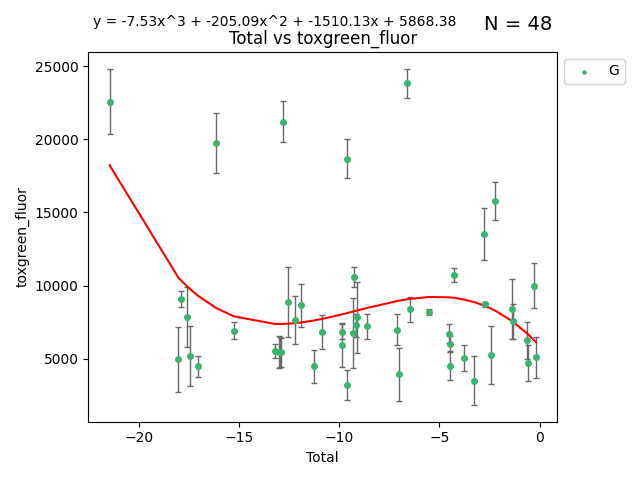 y = -7.53x^3 + -205.09x^2 + -1510.13x + 5868.38
N = 48
Total vs toxgreen_fluor
G
25000
20000
15000
10000
5000
toxgreen_fluor
−20 −15 −10 −5 0
Total